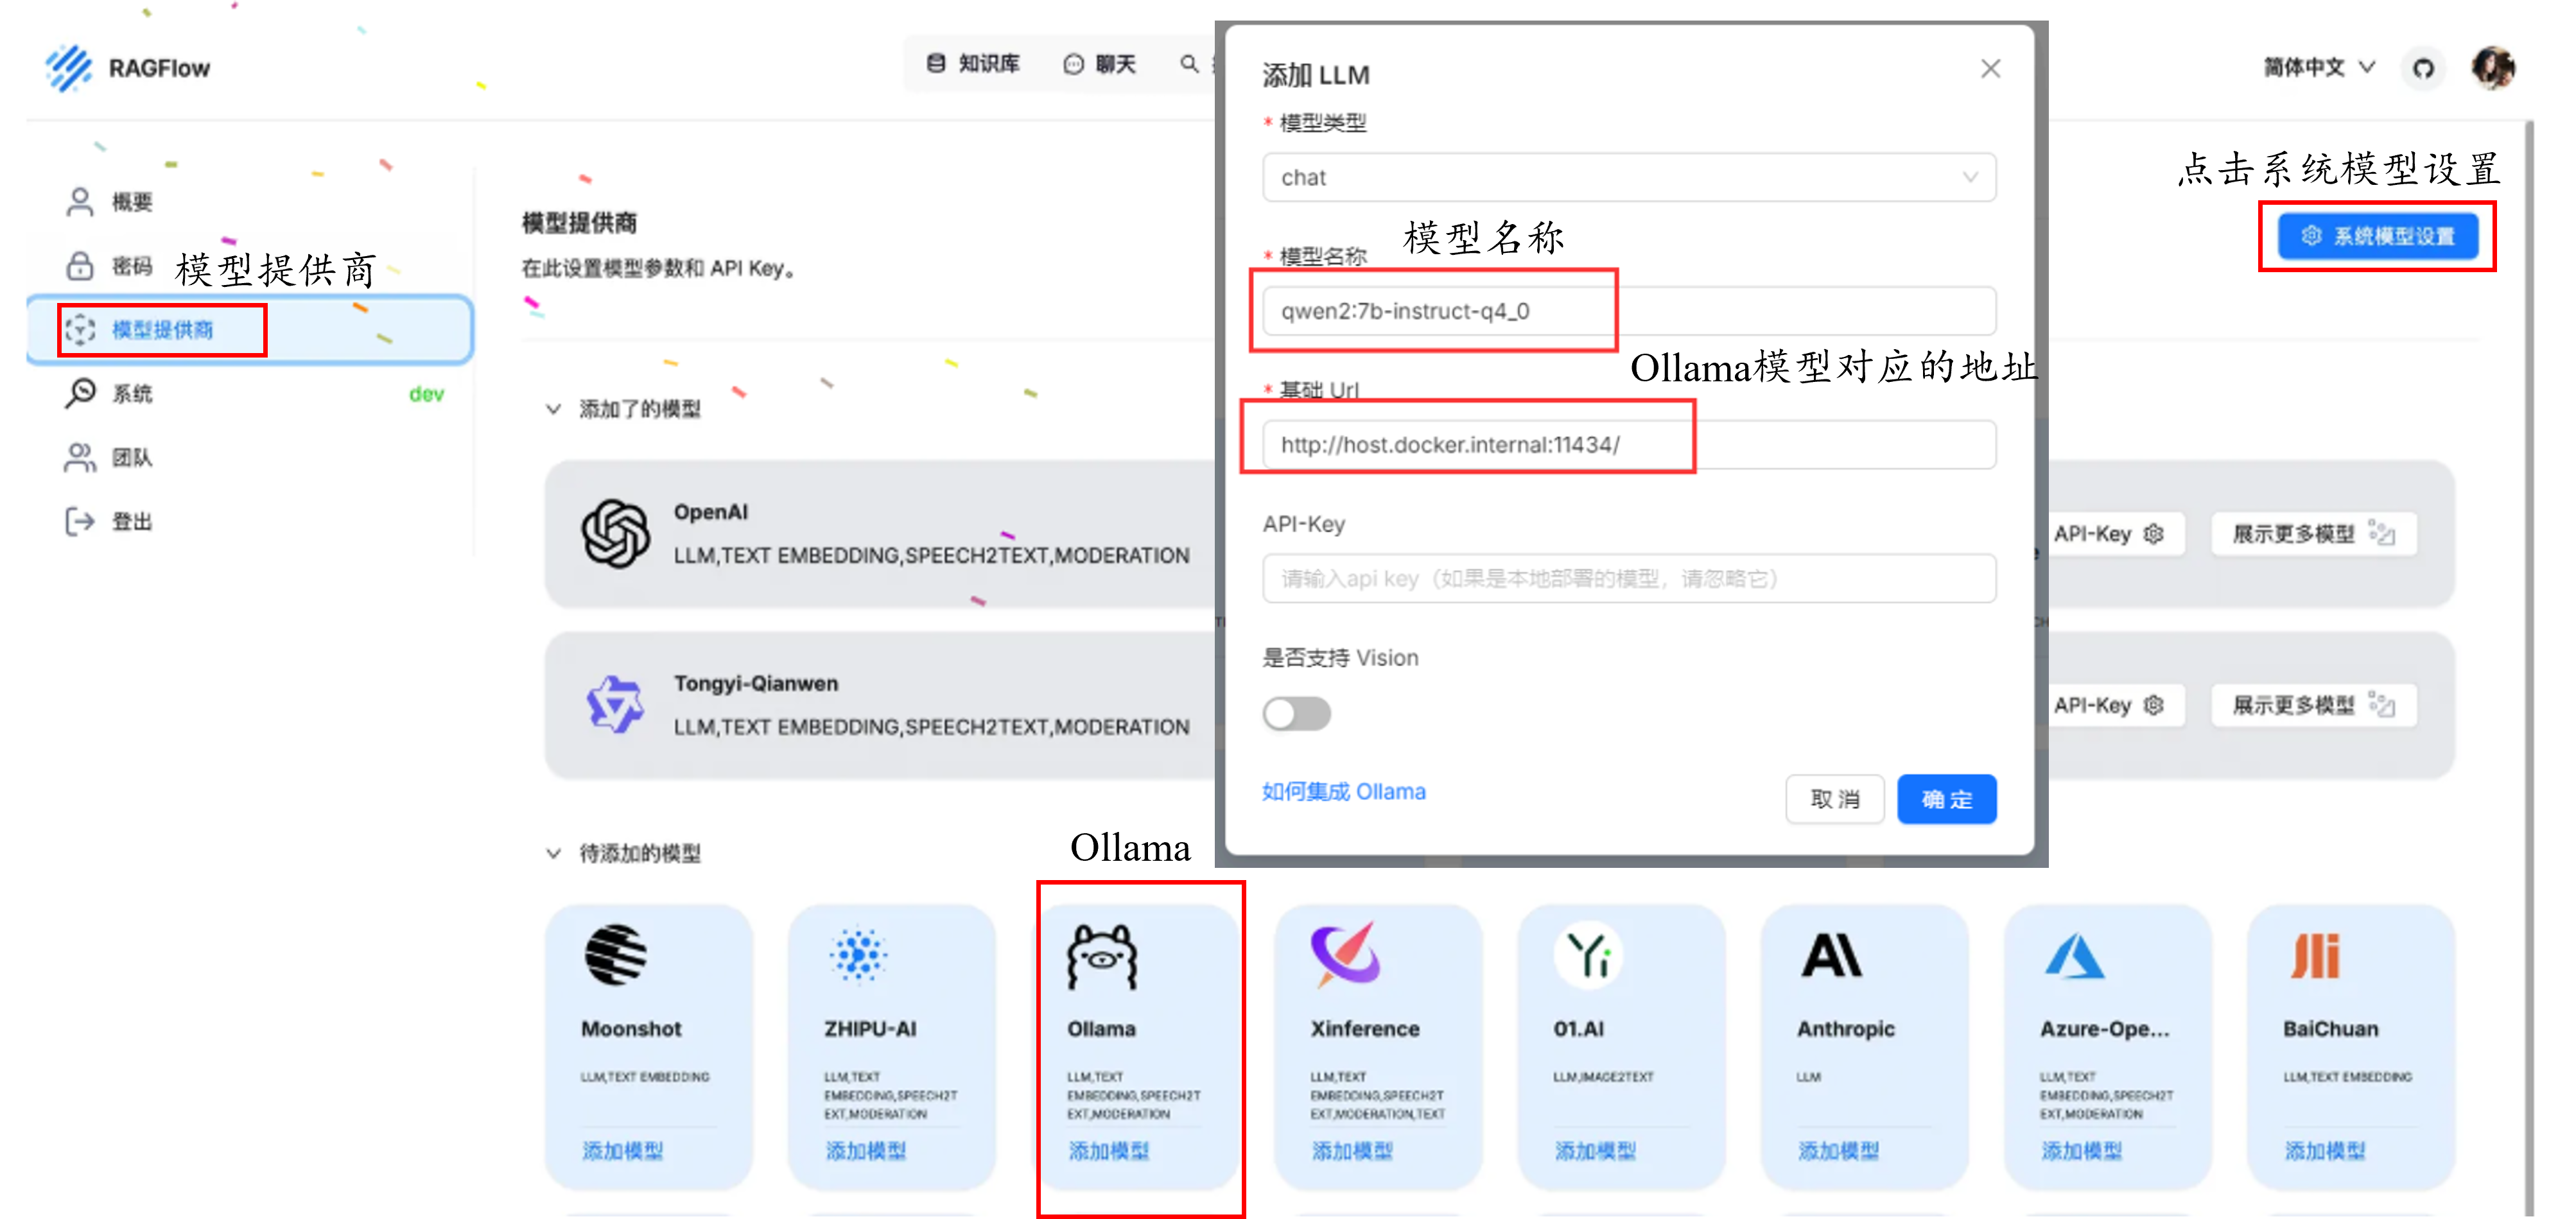 RAGFlow
知识库
聊天
简体中文
概要
密码
模型提供商
模型提供商
系统
dev
团队
登出
模型提供商
在此设置模型参数和 API Key。
点击系统模型设置
系统模型设置
添加了的模型
OpenAI
LLM,TEXT EMBEDDING,SPEECH2TEXT,MODERATION
API-Key
展示更多模型
Tongyi-Qianwen
LLM,TEXT EMBEDDING,SPEECH2TEXT,MODERATION
API-Key
展示更多模型
添加 LLM
* 模型类型
chat
模型名称
* 模型名称
qwen2:7b-instruct-q4_0
Ollama模型对应的地址
* 基础 Url
http://host.docker.internal:11434/
API-Key
请输入api key（如果是本地部署的模型，请忽略它）
是否支持 Vision
如何集成 Ollama
取 消
确 定
待添加的模型
Ollama
Moonshot
LLM,TEXT EMBEDDING
添加模型
ZHIPU-AI
LLM,TEXT
EMBEDDING,SPEECH2T
EXT,MODERATION
添加模型
Ollama
LLM,TEXT
EMBEDDING,SPEECH2T
EXT,MODERATION
添加模型
Xinference
LLM,TEXT
EMBEDDING,SPEECH2T
EXT,MODERATION,TEXT
添加模型
Yi
01.AI
LLM,IMAGE2TEXT
添加模型
Anthropic
LLM
添加模型
Azure-Ope...
LLM,TEXT
EMBEDDING,SPEECH2T
EXT,MODERATION
添加模型
BaiChuan
LLM,TEXT EMBEDDING
添加模型